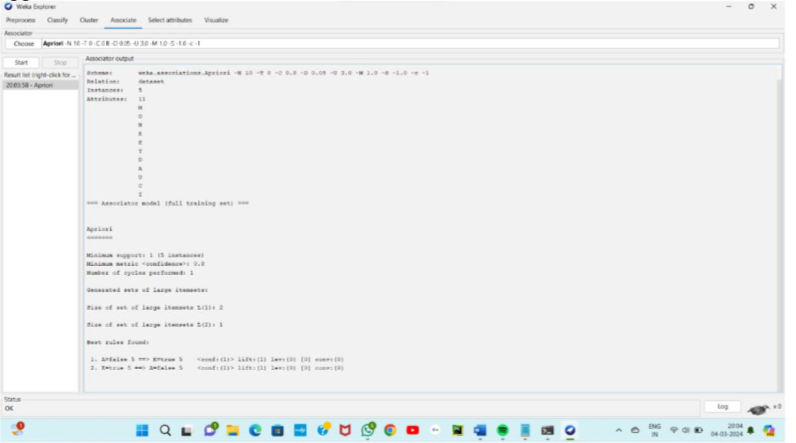 Weka Explorer
Preprocess Classify Cluster Associate Select attributes Visualize
Associator
Choose Apriori -N 10 -T 0 -C 0.8 -D 0.05 -U 3.0 -M 1.0 -S -1.0 -c -1
Start Stop
Associator output
Result list (right-click for ...
20:03:58 - Apriori
Scheme: weka.associations.Apriori -N 10 -T 0 -C 0.8 -D 0.05 -U 3.0 -M 1.0 -S -1.0 -c -1
Relation: dataset
Instances: 5
Attributes: 11
M
O
N
K
E
Y
D
A
U
C
I
=== Associator model (full training set) ===
Apriori
=======
Minimum support: 1 (5 instances)
Minimum metric <confidence>: 0.8
Number of cycles performed: 1
Generated sets of large itemsets:
Size of set of large itemsets L(1): 2
Size of set of large itemsets L(2): 1
Best rules found:
1. A=false 5 ==> K=true 5 <conf:(1)> lift:(1) lev:(0) [0] conv:(0)
2. K=true 5 ==> A=false 5 <conf:(1)> lift:(1) lev:(0) [0] conv:(0)
Status
OK
Log
x 0
ENG
IN
20:04
04-03-2024